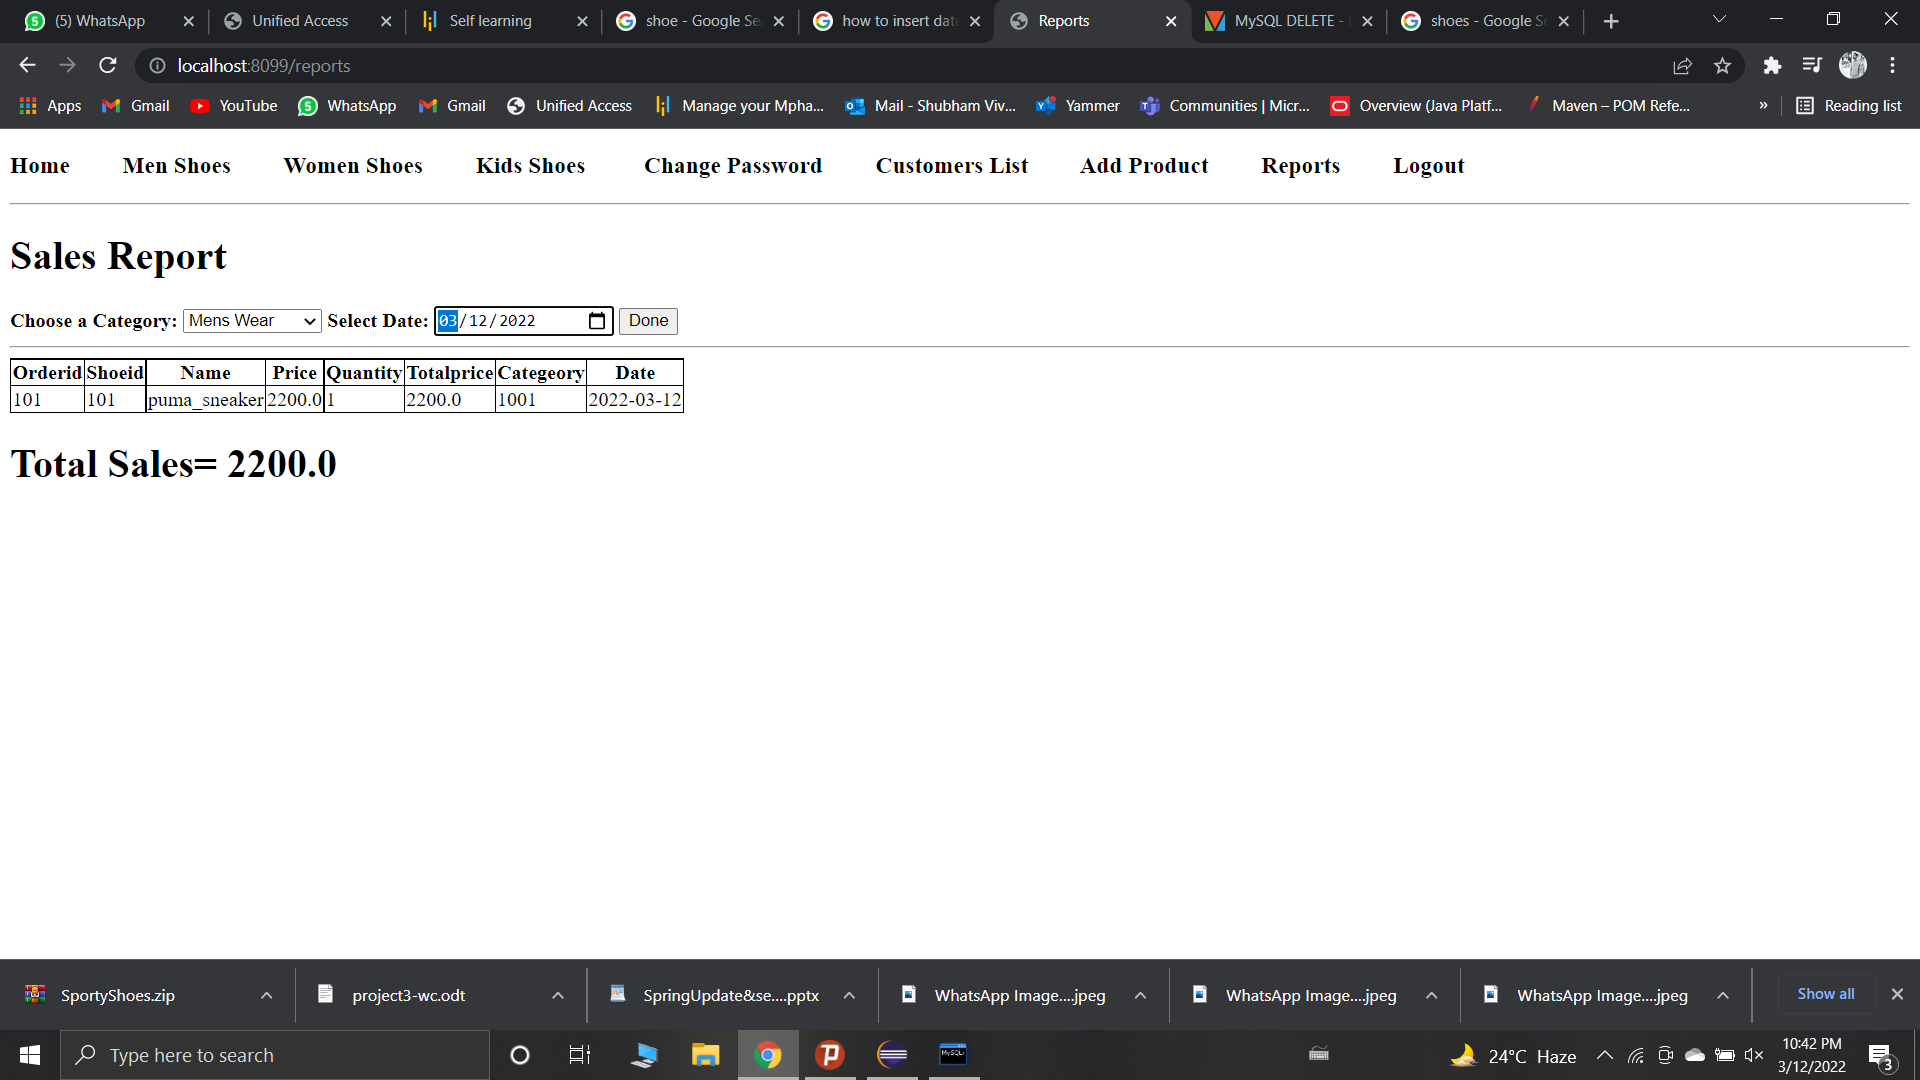 (5) WhatsApp
Unified Access
Self learning
shoe - Google Se
how to insert dat
Reports
MySQL DELETE -
shoes - Google S
localhost:8099/reports
Apps
Gmail
YouTube
WhatsApp
Gmail
Unified Access
Manage your Mpha...
Mail - Shubham Viv...
Yammer
Communities | Micr...
Overview (Java Platf...
Maven – POM Refe...
»
Reading list
Home Men Shoes Women Shoes Kids Shoes Change Password Customers List Add Product Reports Logout
Sales Report
Choose a Category: Mens Wear Select Date: 03/12/2022 Done
Orderid Shoeid Name Price Quantity Totalprice Categeory Date
101 101 puma_sneaker 2200.0 1 2200.0 1001 2022-03-12
Total Sales= 2200.0
SportyShoes.zip
project3-wc.odt
SpringUpdate&se....pptx
WhatsApp Image....jpeg
WhatsApp Image....jpeg
WhatsApp Image....jpeg
Show all
Type here to search
24°C Haze
10:42 PM
3/12/2022
3